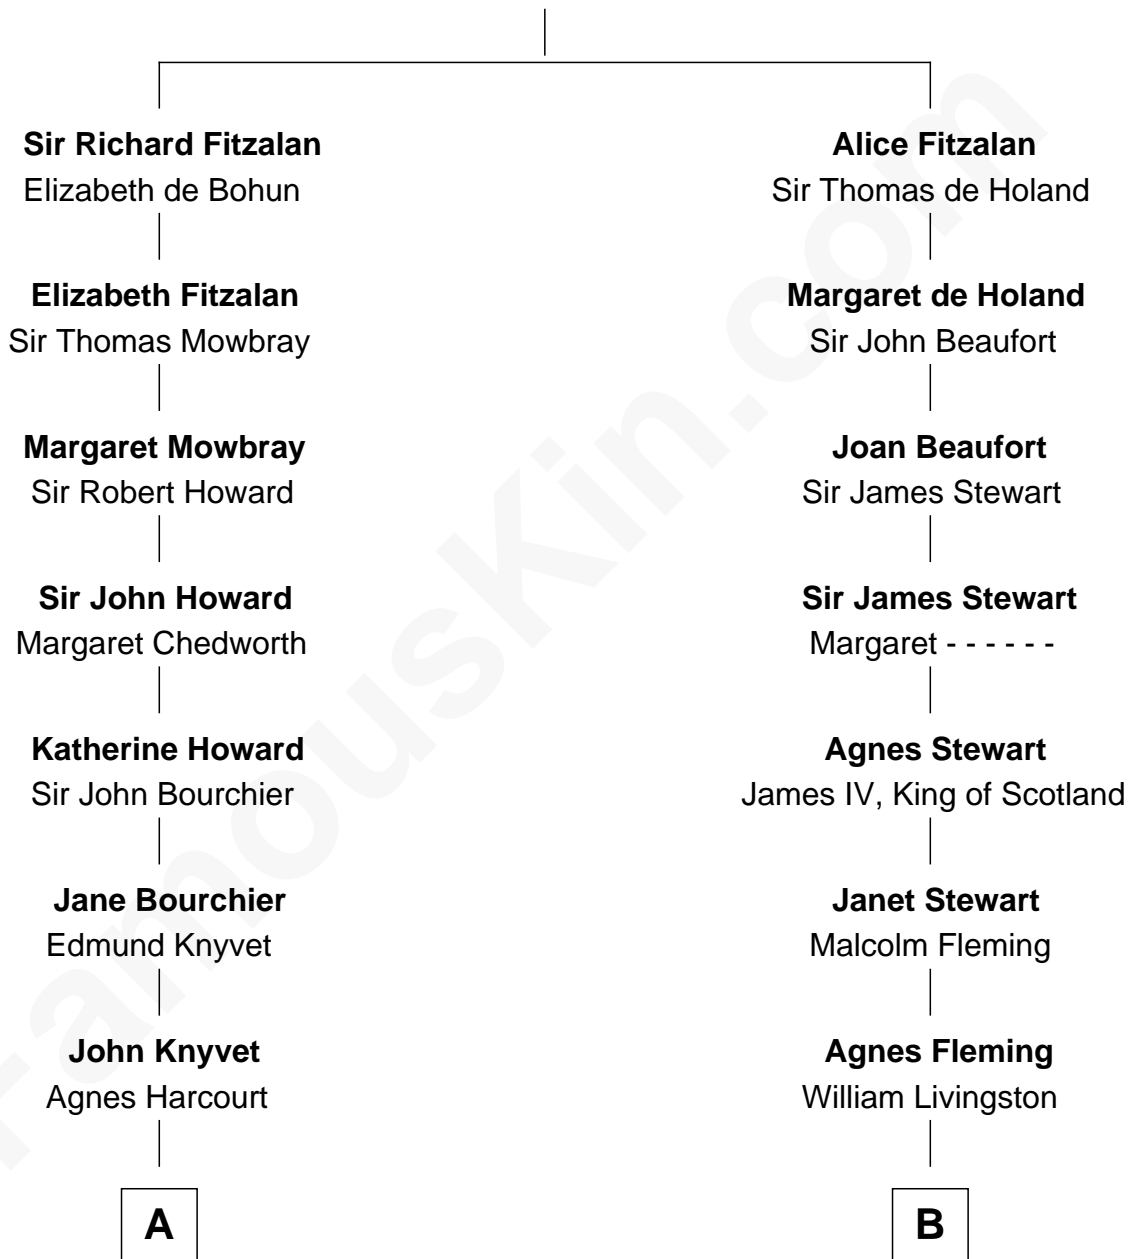 Sir Richard Fitzalan
Elizabeth de Bohun
Elizabeth Fitzalan
Sir Thomas Mowbray
Margaret Mowbray
Sir Robert Howard
Sir John Howard
Margaret Chedworth
Katherine Howard
Sir John Bourchier
Jane Bourchier
Edmund Knyvet
John Knyvet
Agnes Harcourt
A
Alice Fitzalan
Sir Thomas de Holand
Margaret de Holand
Sir John Beaufort
Joan Beaufort
Sir James Stewart
Sir James Stewart
Margaret - - - - - -
Agnes Stewart
James IV, King of Scotland
Janet Stewart
Malcolm Fleming
Agnes Fleming
William Livingston
B
FamousKin.com